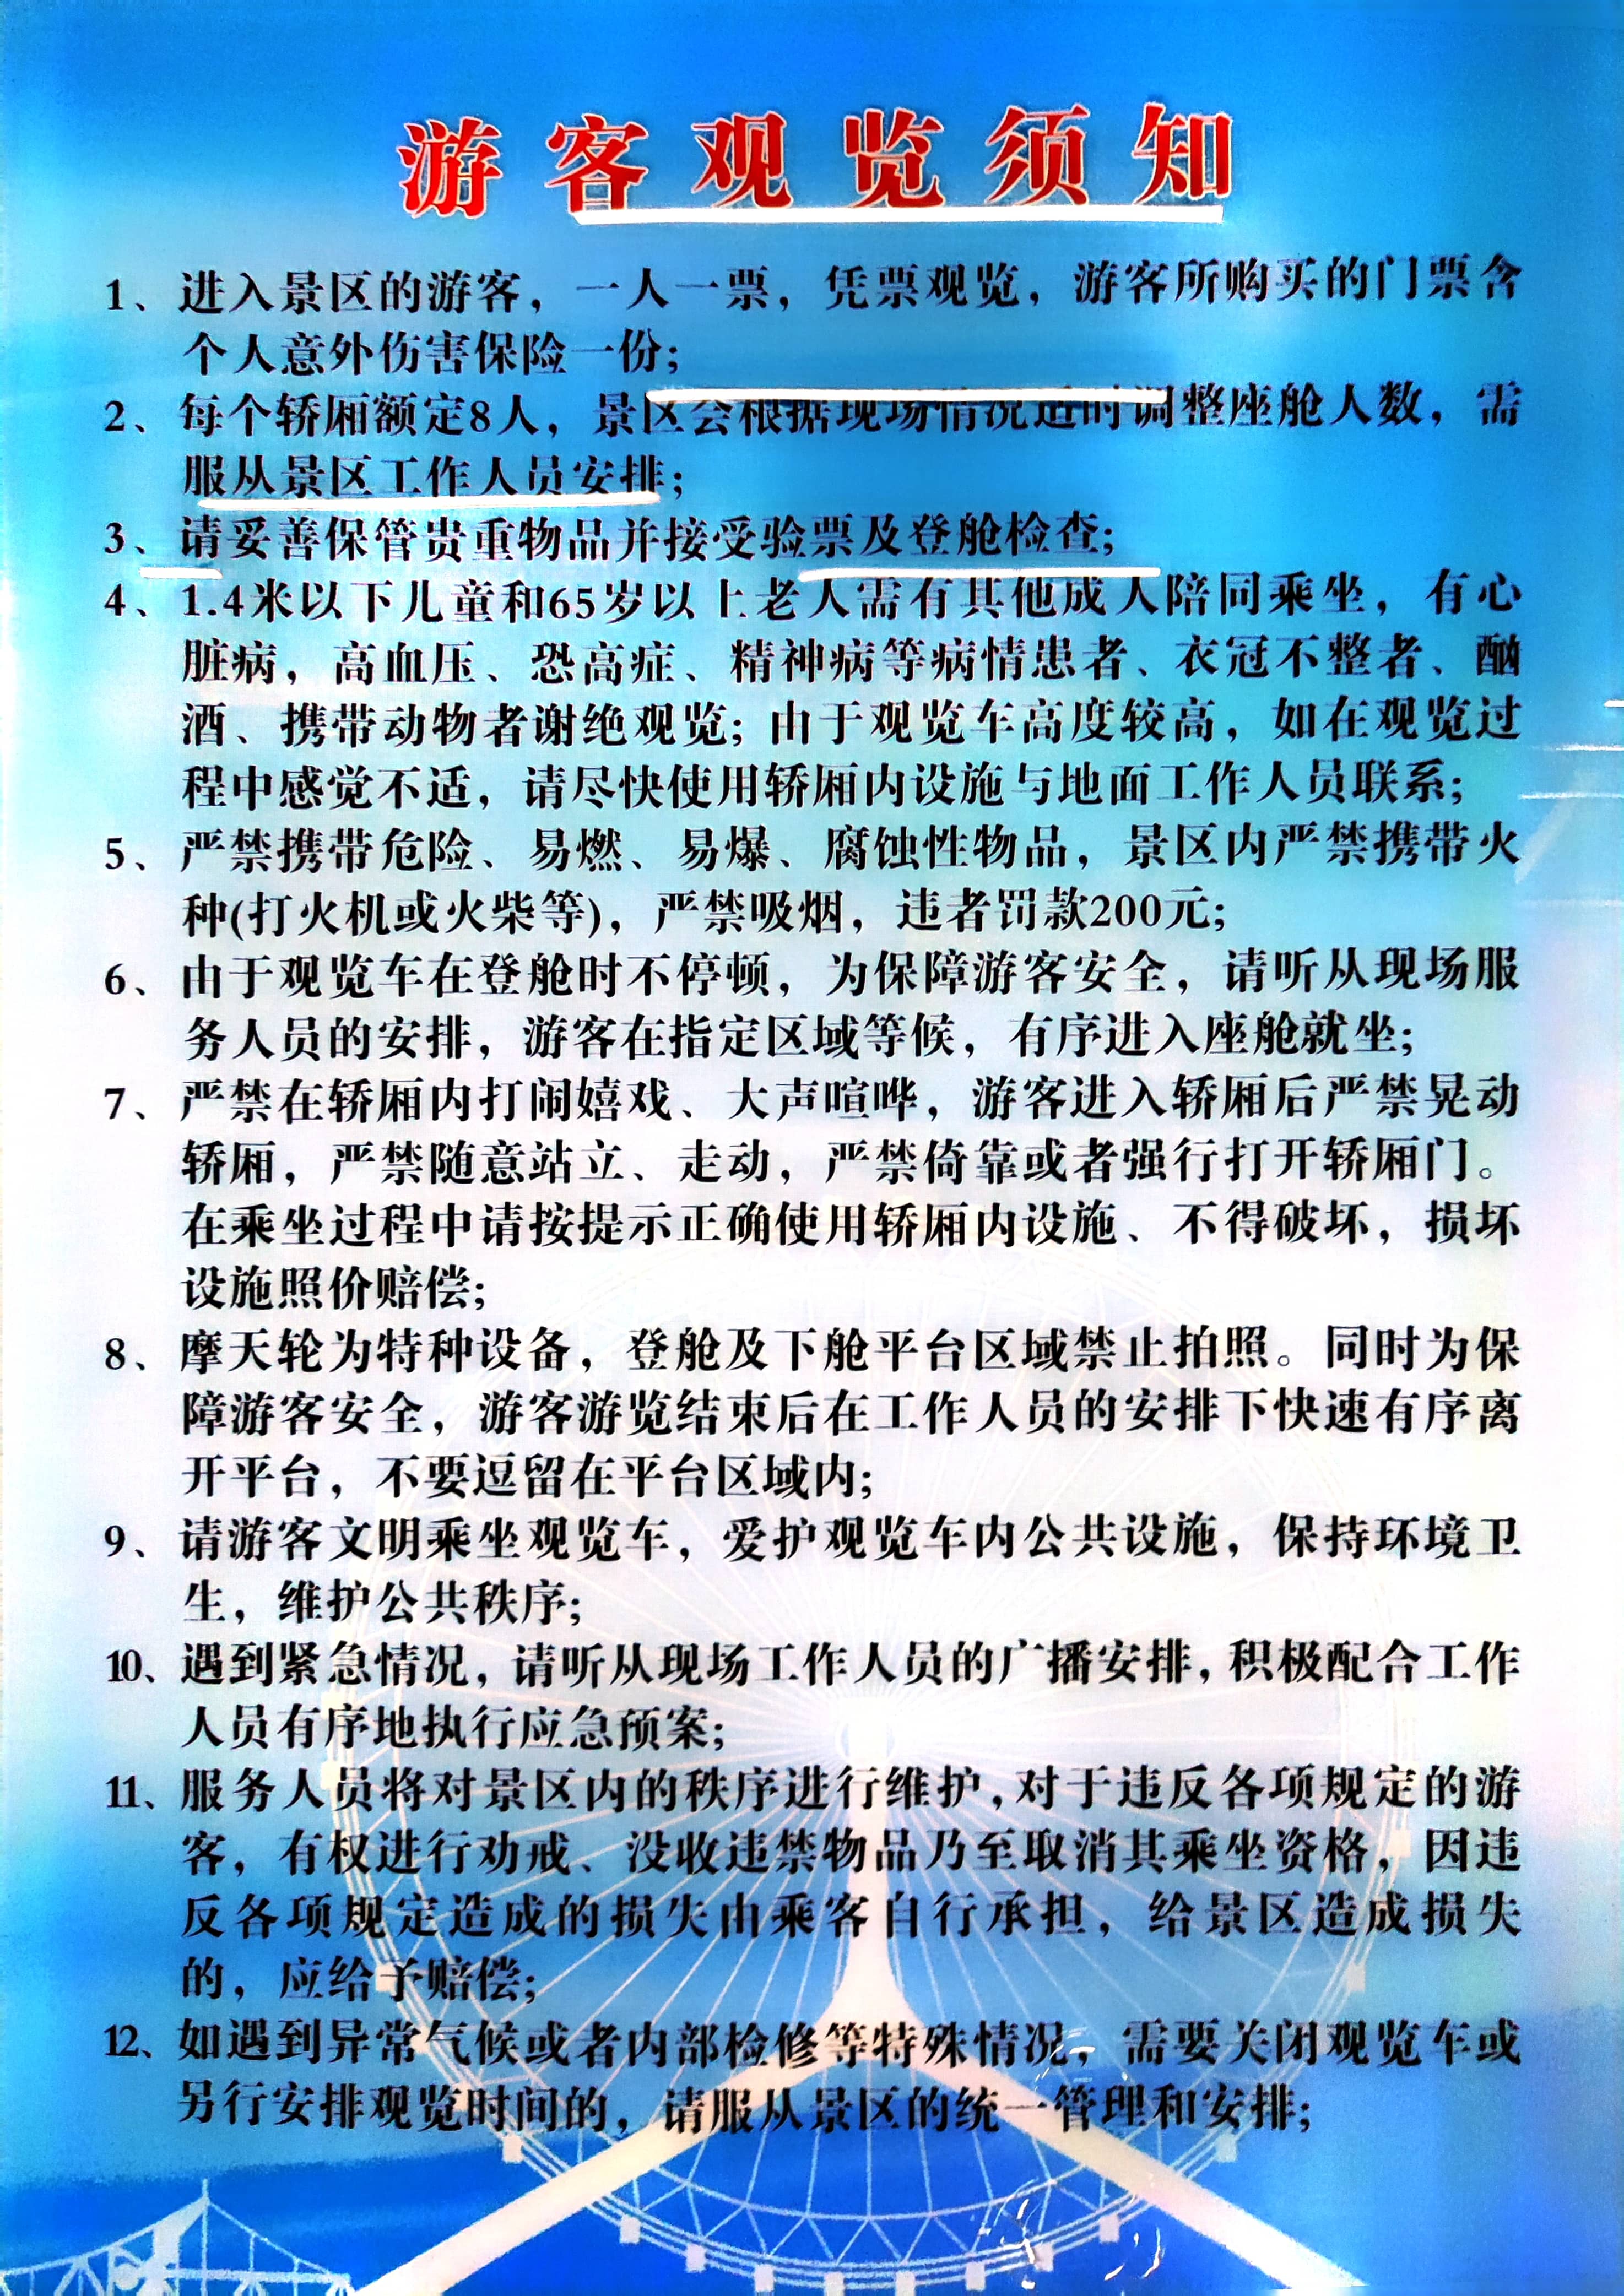 游客观览须知
1、进入景区的游客，一人一票，凭票观览，游客所购买的门票含
个人意外伤害保险一份；
2、每个轿厢额定8人，景区会根据现场情况适时调整座舱人数，需
服从景区工作人员安排；
3、请妥善保管贵重物品并接受验票及登舱检查；
4、1.4米以下儿童和65岁以上老人需有其他成人陪同乘坐，有心
脏病，高血压、恐高症、精神病等病情患者、衣冠不整者、酗
酒、携带动物者谢绝观览；由于观览车高度较高，如在观览过
程中感觉不适，请尽快使用轿厢内设施与地面工作人员联系；
5、严禁携带危险、易燃、易爆、腐蚀性物品，景区内严禁携带火
种(打火机或火柴等)，严禁吸烟，违者罚款200元；
6、由于观览车在登舱时不停顿，为保障游客安全，请听从现场服
务人员的安排，游客在指定区域等候，有序进入座舱就坐；
7、严禁在轿厢内打闹嬉戏、大声喧哗，游客进入轿厢后严禁晃动
轿厢，严禁随意站立、走动，严禁倚靠或者强行打开轿厢门。
在乘坐过程中请按提示正确使用轿厢内设施、不得破坏，损坏
设施照价赔偿；
8、摩天轮为特种设备，登舱及下舱平台区域禁止拍照。同时为保
障游客安全，游客游览结束后在工作人员的安排下快速有序离
开平台，不要逗留在平台区域内；
9、请游客文明乘坐观览车，爱护观览车内公共设施，保持环境卫
生，维护公共秩序；
10、遇到紧急情况，请听从现场工作人员的广播安排，积极配合工作
人员有序地执行应急预案；
11、服务人员将对景区内的秩序进行维护，对于违反各项规定的游
客，有权进行劝戒、没收违禁物品乃至取消其乘坐资格，因违
反各项规定造成的损失由乘客自行承担，给景区造成损失
的，应给予赔偿；
12、如遇到异常气候或者内部检修等特殊情况，需要关闭观览车或
另行安排观览时间的，请服从景区的统一管理和安排；